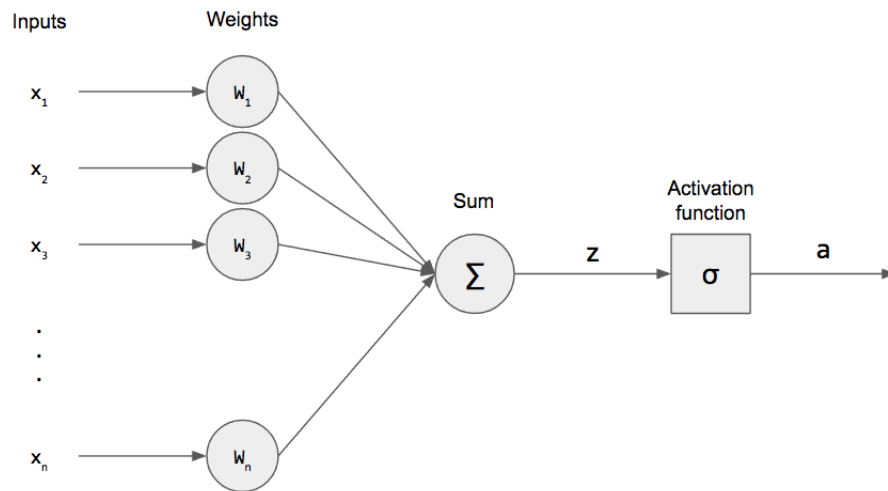 Inputs
Weights
x₁
W₁
x₂
W₂
x₃
W₃
.
.
.
xₙ
Wₙ
Sum
Σ
z
Activation
function
σ
a